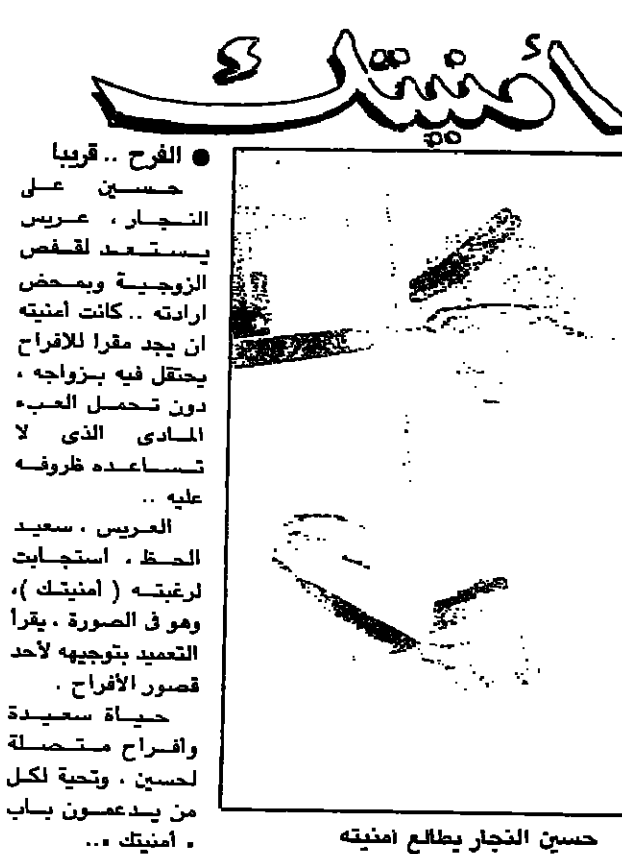 أمنيتك
● الفرح .. قريبا
حسين على
النجار ، عريس
يستعد لقفص
الزوجية وبمحض
ارادته .. كانت أمنيته
ان يجد مقرا للافراح
يحتفل فيه بزواجه ،
دون تحمل العبء
المادى الذى لا
تساعده ظروفه
عليه ..
العريس ، سعيد
الحظ ، استجابت
لرغبته ( أمنيتك )،
وهو فى الصورة ، يقرأ
التعميد بتوجيهه لأحد
قصور الأفراح .
حياة سعيدة
وافراح متصلة
لحسين ، وتحية لكل
من يدعمون باب
« أمنيتك »..
حسين النجار يطالع أمنيته